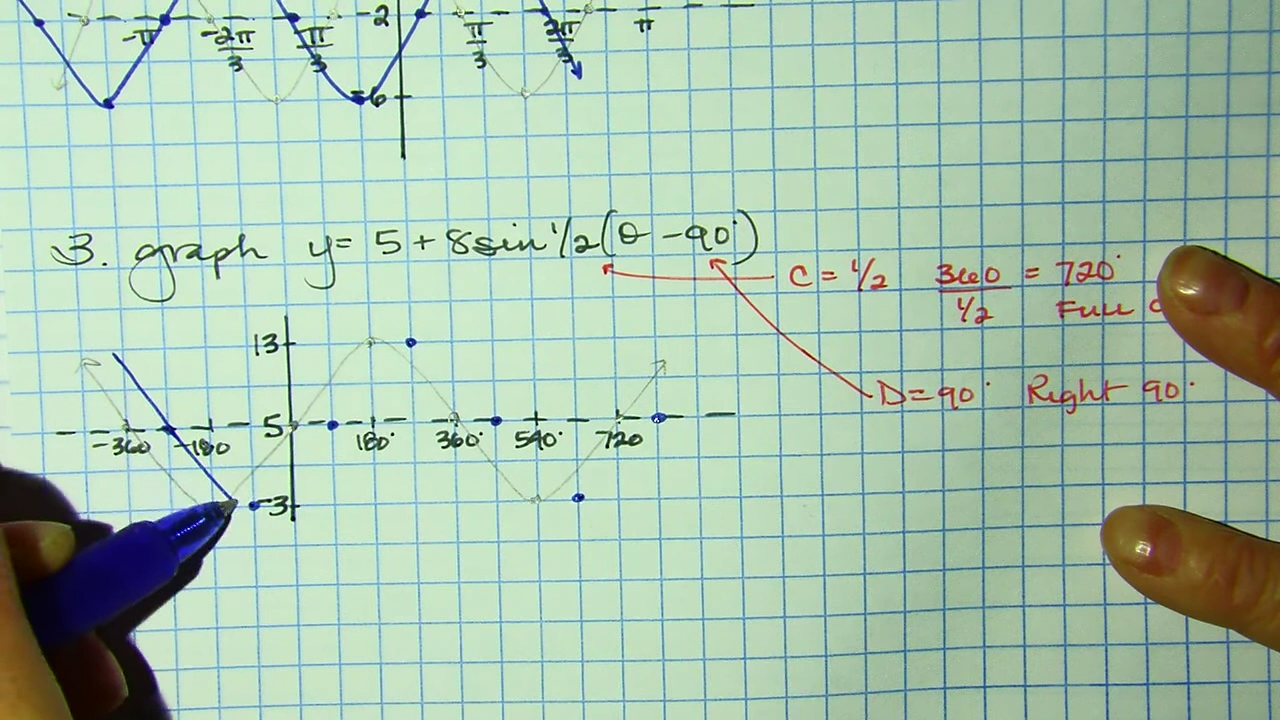 -2
-π -2π/3 -π/3 π/3 2π/3 π
-6
3. graph y= 5 + 8sin 1/2(θ -90°)
C = 1/2 360/1/2 = 720°
Full
13
D=90° Right 90°
5
-360 -180 180° 360° 540° 720
-3